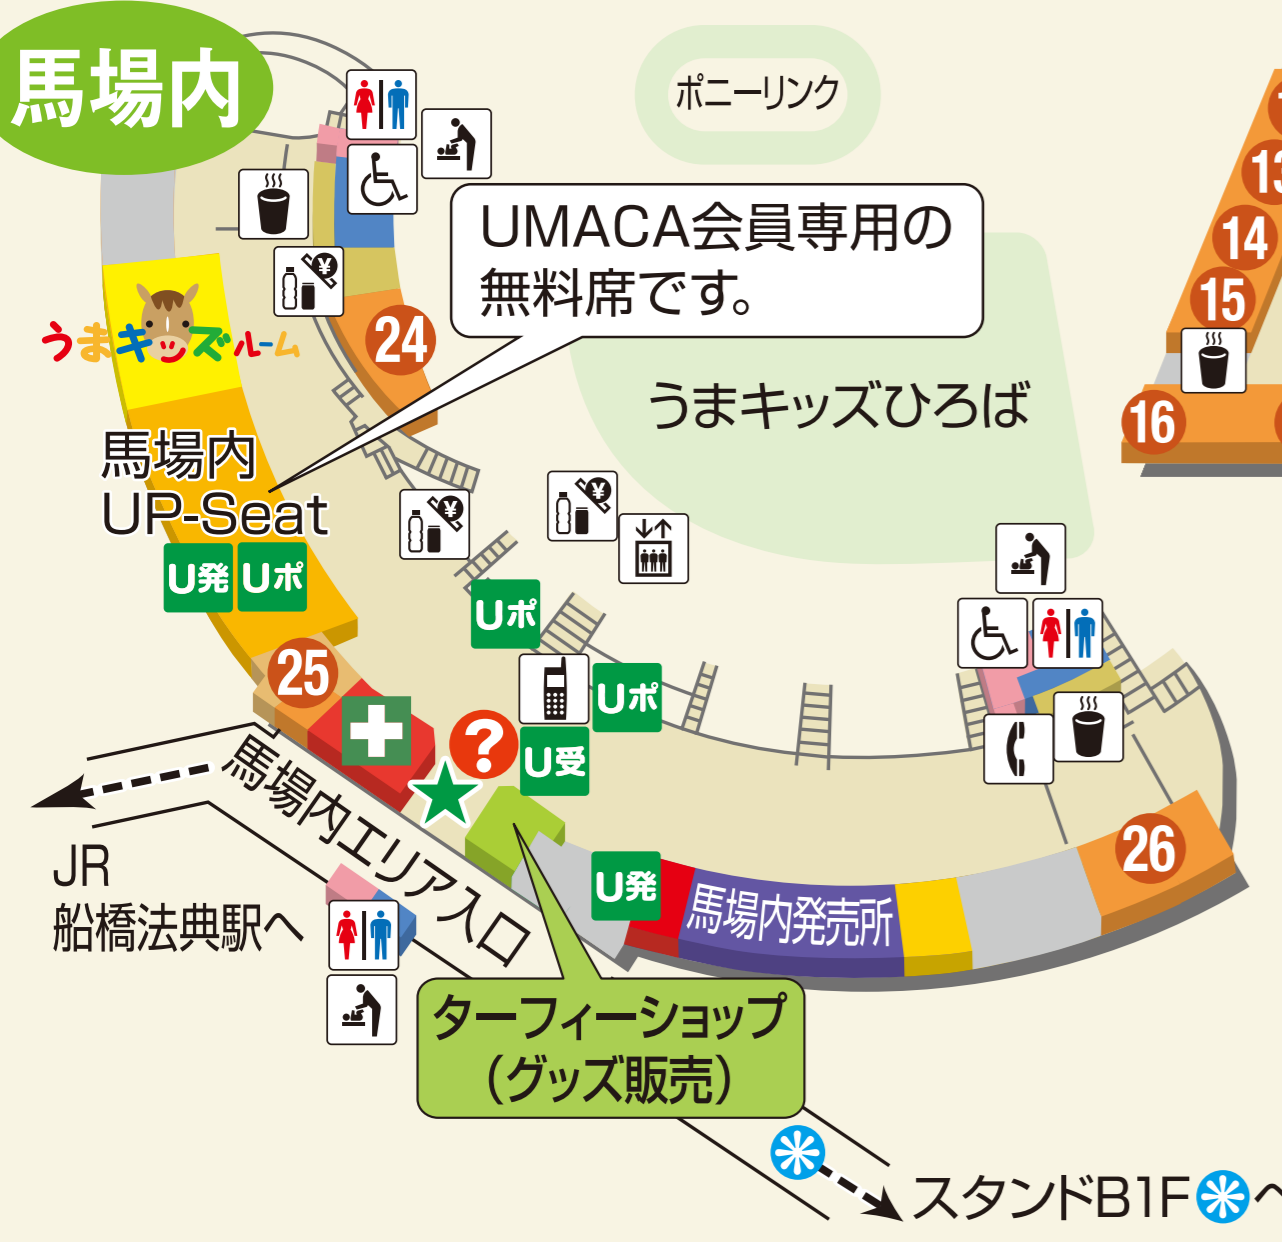 馬場内
ポニーリンク
UMACA会員専用の
無料席です。
13
14
15
16
24
うまキッズルーム
うまキッズひろば
馬場内
UP-Seat
¥
¥
¥
U発
Uポ
Uポ
Uポ
25
?
U受
馬場内エリア入口
JR
船橋法典駅へ
U発
馬場内発売所
26
ターフィーショップ
(グッズ販売)
スタンドB1F へ